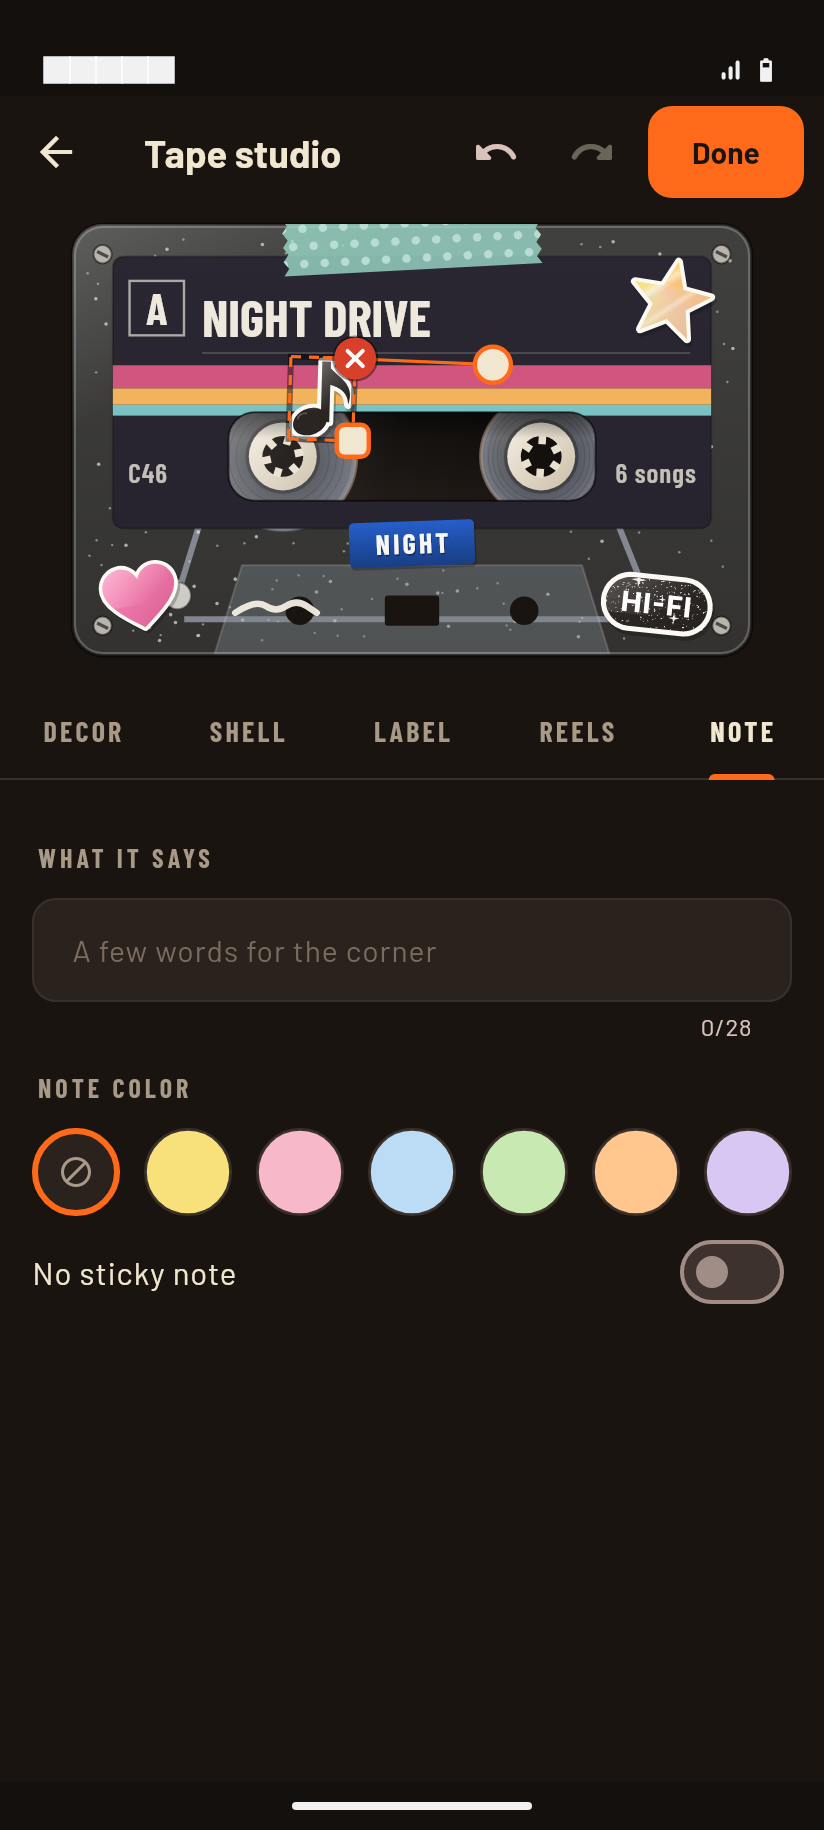 Tape studio
Done
A
NIGHT DRIVE
C46
6 songs
NIGHT
HI-FI
DECOR
SHELL
LABEL
REELS
NOTE
WHAT IT SAYS
A few words for the corner
0/28
NOTE COLOR
No sticky note